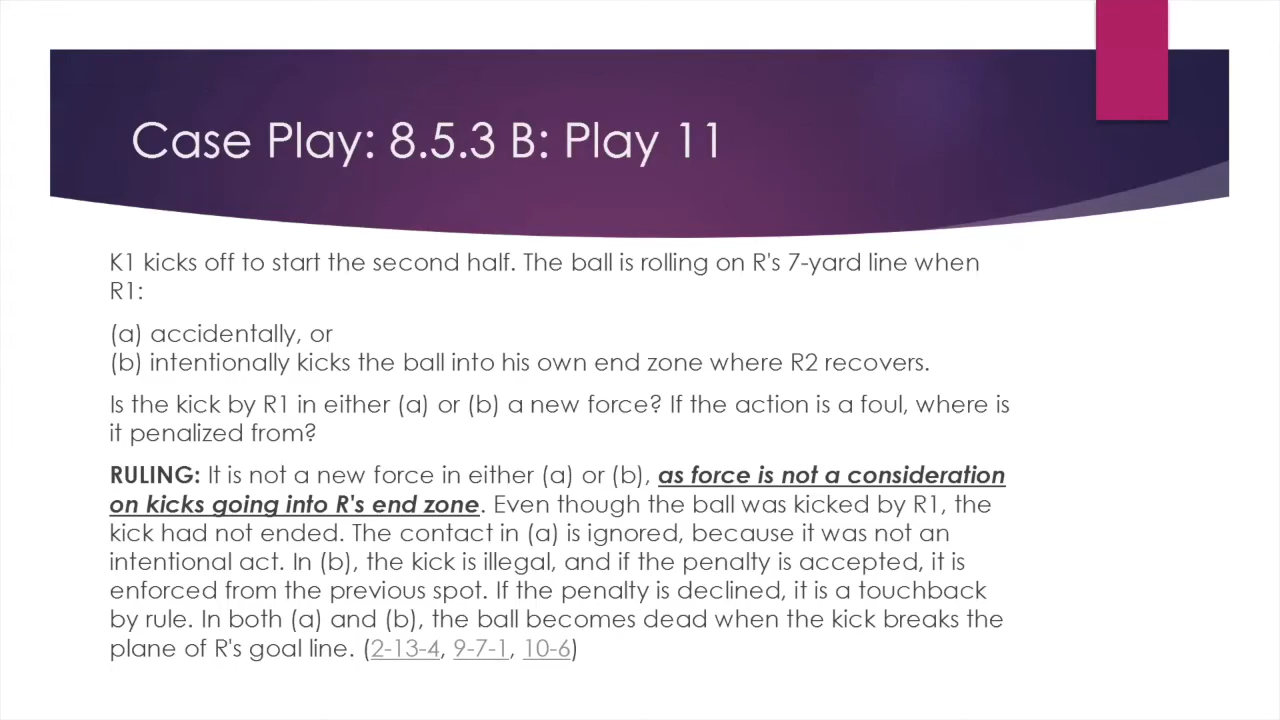 Case Play: 8.5.3 B: Play 11
K1 kicks off to start the second half. The ball is rolling on R's 7-yard line when
R1:
(a) accidentally, or
(b) intentionally kicks the ball into his own end zone where R2 recovers.
Is the kick by R1 in either (a) or (b) a new force? If the action is a foul, where is
it penalized from?
RULING: It is not a new force in either (a) or (b), as force is not a consideration
on kicks going into R's end zone. Even though the ball was kicked by R1, the
kick had not ended. The contact in (a) is ignored, because it was not an
intentional act. In (b), the kick is illegal, and if the penalty is accepted, it is
enforced from the previous spot. If the penalty is declined, it is a touchback
by rule. In both (a) and (b), the ball becomes dead when the kick breaks the
plane of R's goal line. (2-13-4, 9-7-1, 10-6)